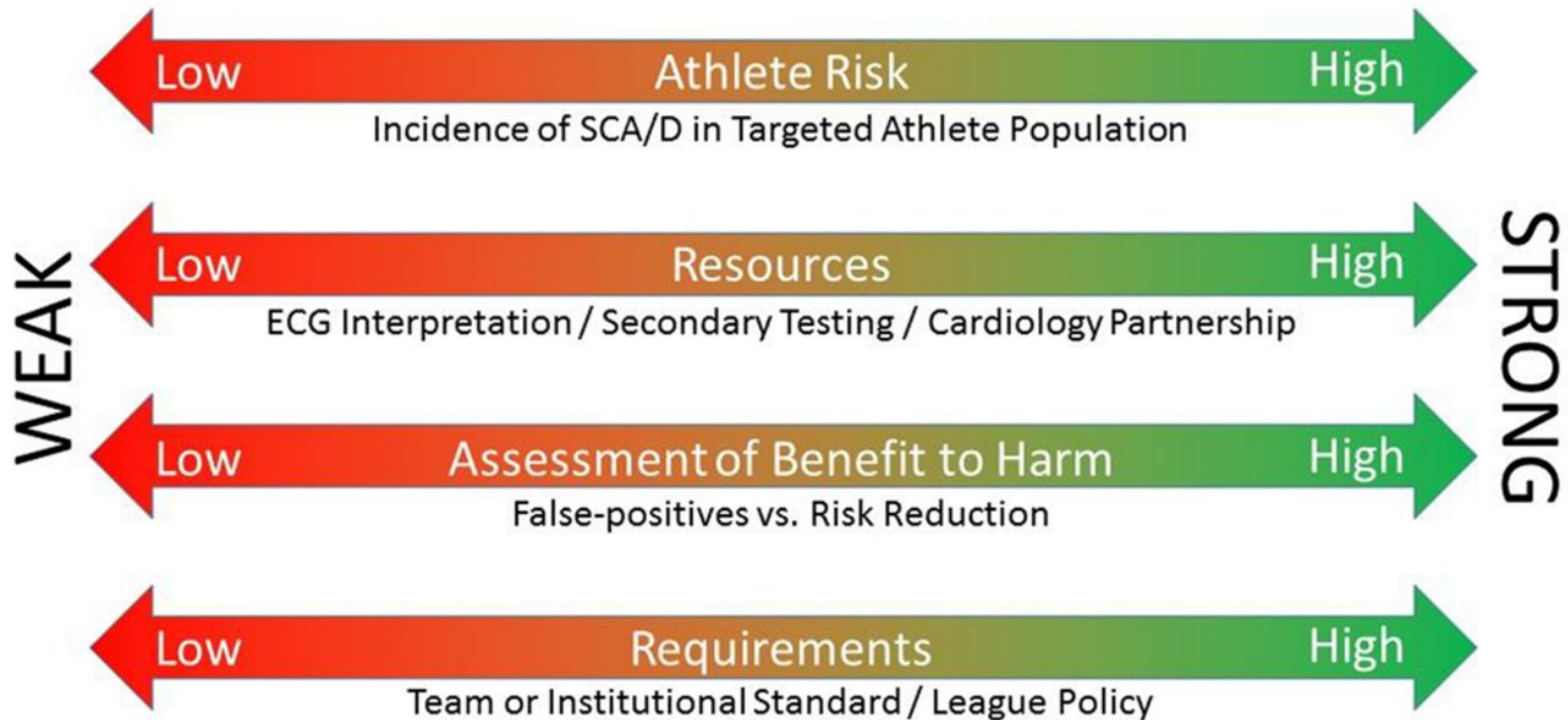 Low Athlete Risk High
Incidence of SCA/D in Targeted Athlete Population
WEAK
STRONG
Low Resources High
ECG Interpretation / Secondary Testing / Cardiology Partnership
Low Assessment of Benefit to Harm High
False-positives vs. Risk Reduction
Low Requirements High
Team or Institutional Standard / League Policy